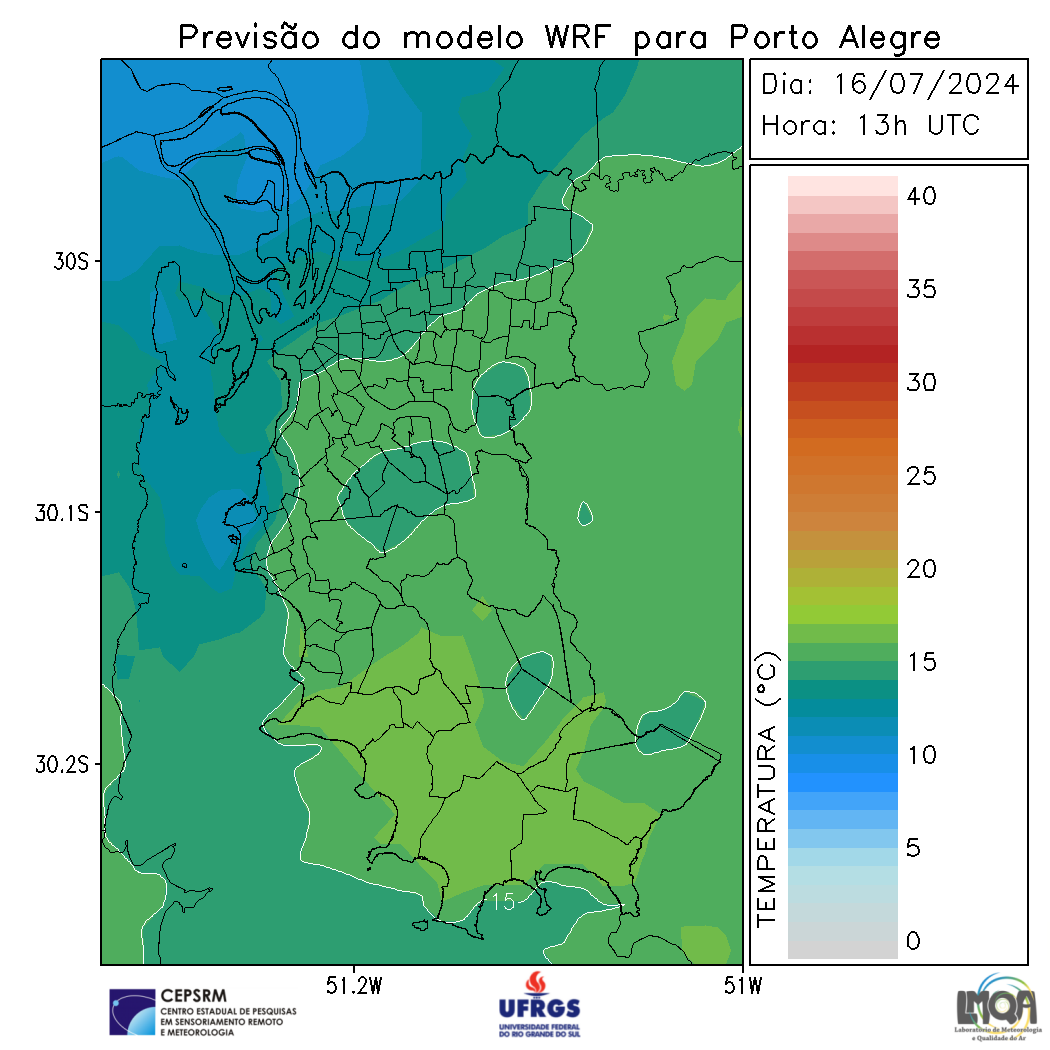 Previsão do modelo WRF para Porto Alegre
Dia: 16/07/2024
Hora: 13h UTC
40
35
30
25
20
15
10
5
0
TEMPERATURA (°C)
30S
30.1S
30.2S
15
51.2W
51W
CEPSRM
CENTRO ESTADUAL DE PESQUISAS
EM SENSORIAMENTO REMOTO
E METEOROLOGIA
UFRGS
UNIVERSIDADE FEDERAL
DO RIO GRANDE DO SUL
LMQA
Laboratório de Meteorologia
e Qualidade do Ar